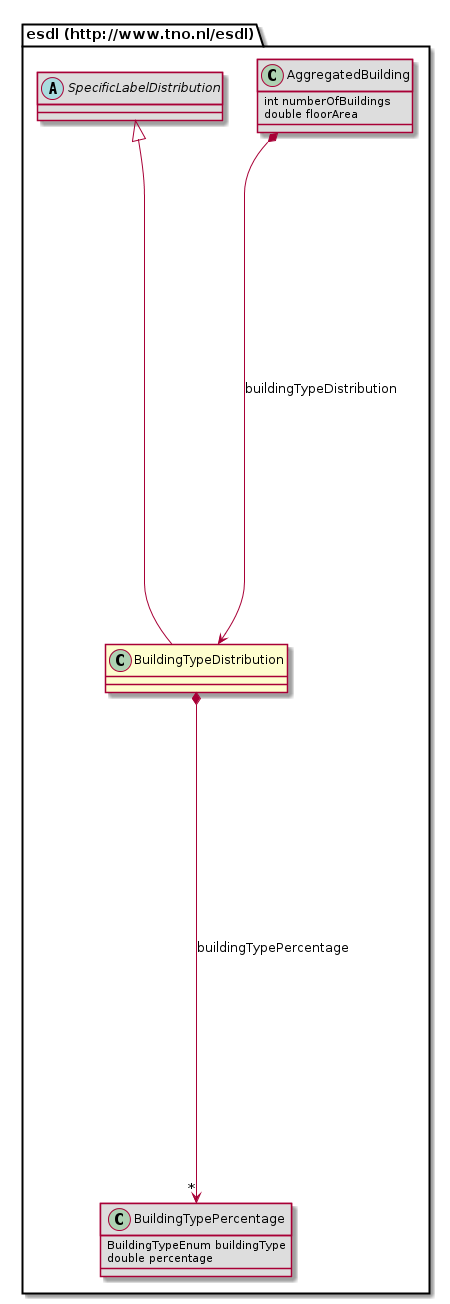 esdl (http://www.tno.nl/esdl)
A SpecificLabelDistribution
C AggregatedBuilding
int numberOfBuildings
double floorArea
buildingTypeDistribution
C BuildingTypeDistribution
buildingTypePercentage
*
C BuildingTypePercentage
BuildingTypeEnum buildingType
double percentage